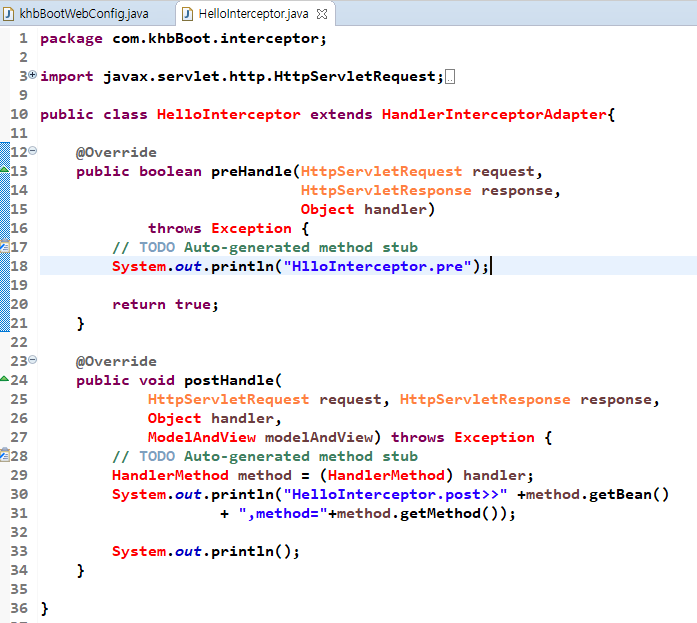 khbBootWebConfig.java
HelloInterceptor.java
1 package com.khbBoot.interceptor;
2
3 import javax.servlet.http.HttpServletRequest;
9
10 public class HelloInterceptor extends HandlerInterceptorAdapter{
11
12 @Override
13 public boolean preHandle(HttpServletRequest request,
14 HttpServletResponse response,
15 Object handler)
16 throws Exception {
17 // TODO Auto-generated method stub
18 System.out.println("HlloInterceptor.pre");
19
20 return true;
21 }
22
23 @Override
24 public void postHandle(
25 HttpServletRequest request, HttpServletResponse response,
26 Object handler,
27 ModelAndView modelAndView) throws Exception {
28 // TODO Auto-generated method stub
29 HandlerMethod method = (HandlerMethod) handler;
30 System.out.println("HelloInterceptor.post>>" +method.getBean()
31 + ",method="+method.getMethod());
32
33 System.out.println();
34 }
35
36 }